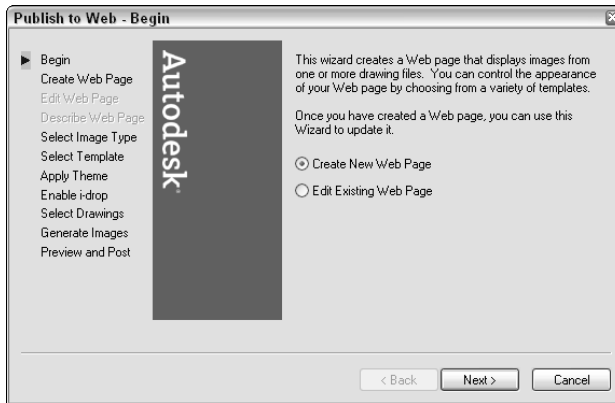 Publish to Web - Begin
Begin
Create Web Page
Edit Web Page
Describe Web Page
Select Image Type
Select Template
Apply Theme
Enable i-drop
Select Drawings
Generate Images
Preview and Post
Autodesk
This wizard creates a Web page that displays images from
one or more drawing files. You can control the appearance
of your Web page by choosing from a variety of templates.
Once you have created a Web page, you can use this
Wizard to update it.
Create New Web Page
Edit Existing Web Page
< Back
Next >
Cancel